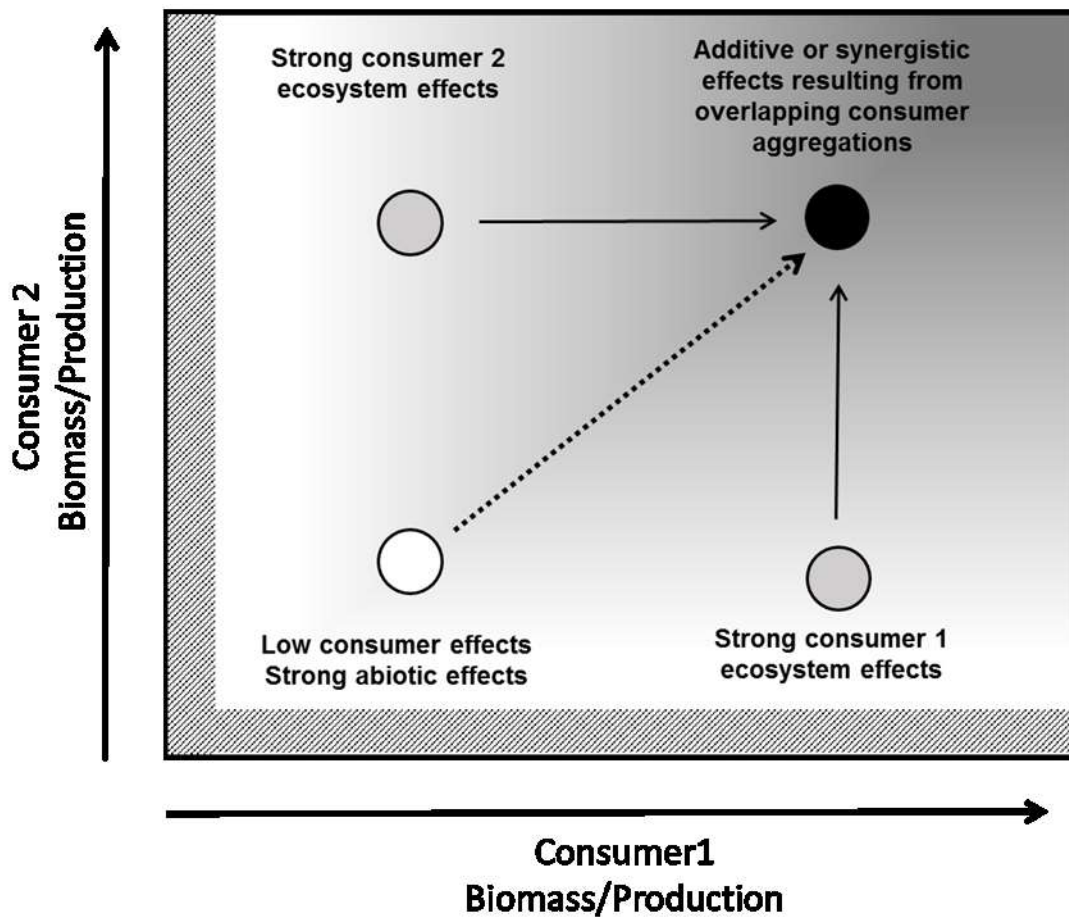 Strong consumer 2
ecosystem effects
Additive or synergistic
effects resulting from
overlapping consumer
aggregations
Consumer 2
Biomass/Production
Low consumer effects
Strong abiotic effects
Strong consumer 1
ecosystem effects
Consumer1
Biomass/Production